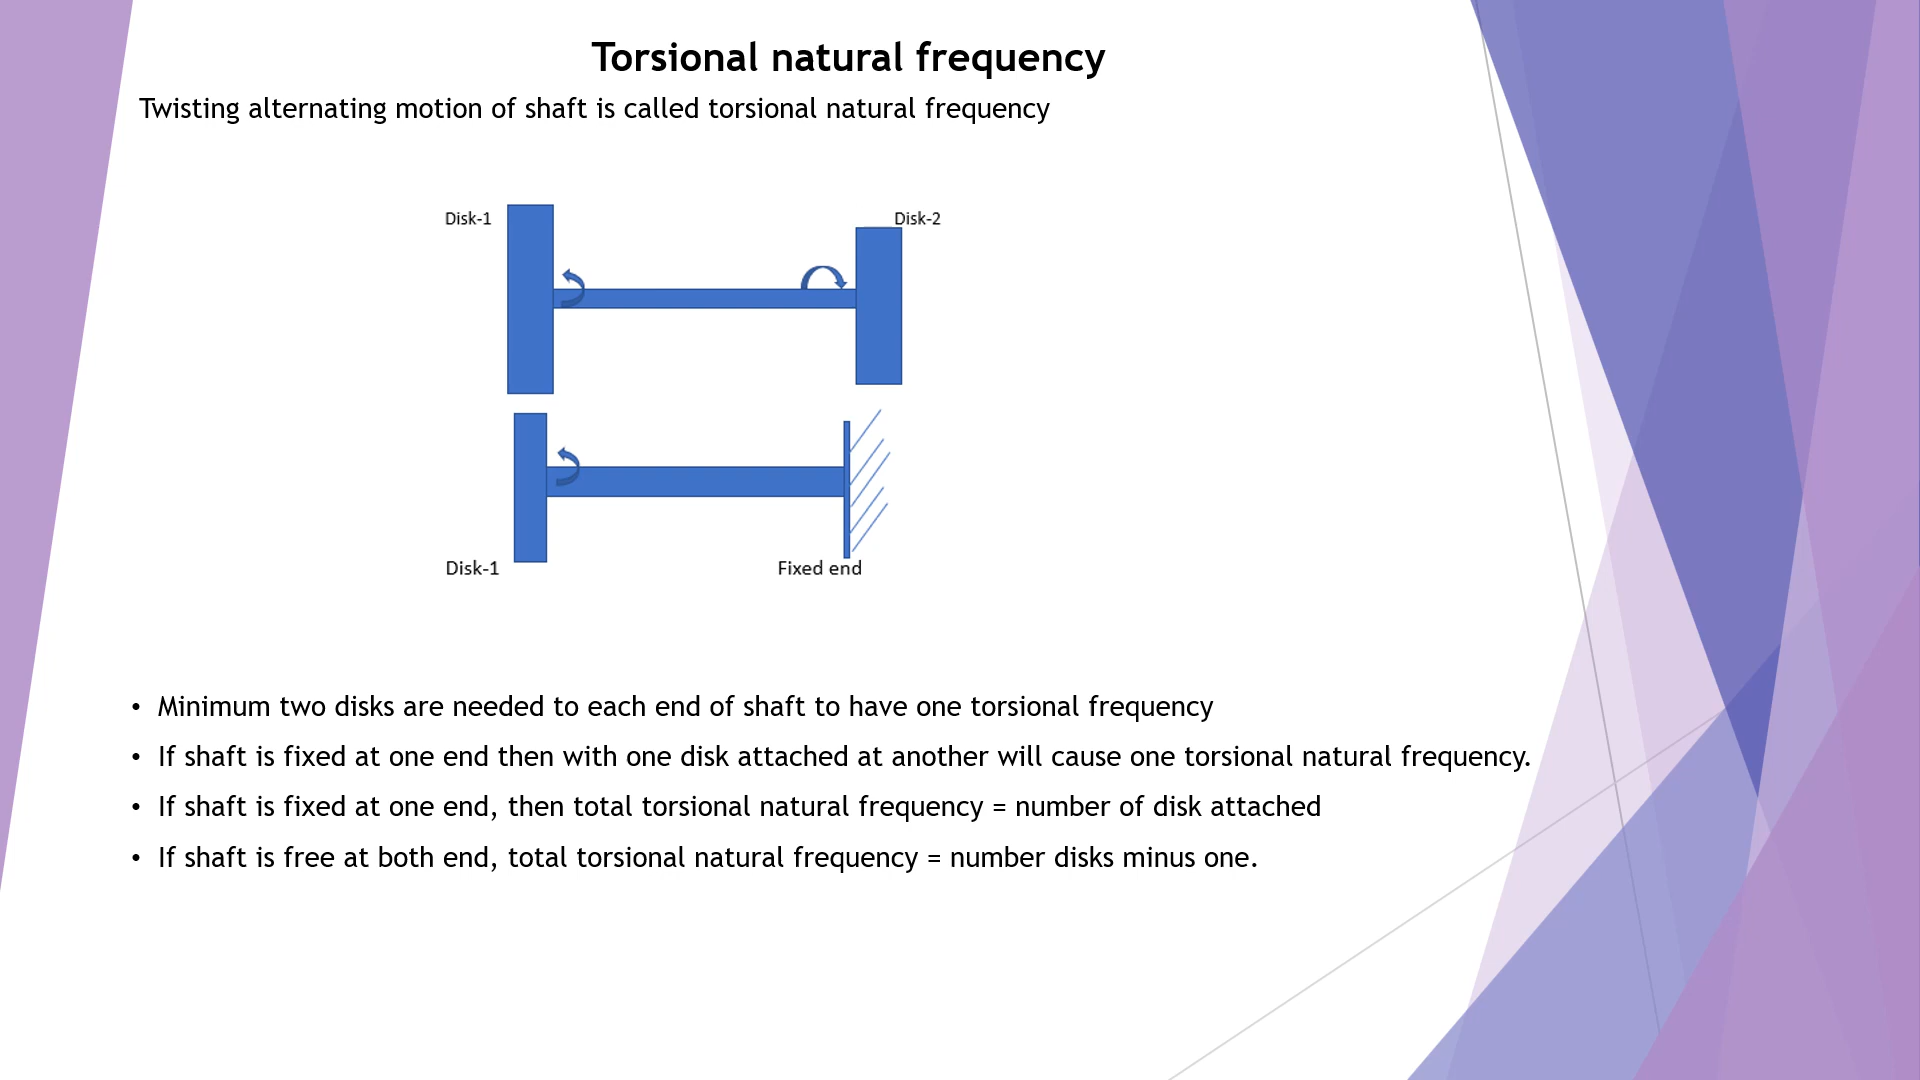 Torsional natural frequency
Twisting alternating motion of shaft is called torsional natural frequency
Disk-1
Disk-2
Disk-1
Fixed end
• Minimum two disks are needed to each end of shaft to have one torsional frequency
• If shaft is fixed at one end then with one disk attached at another will cause one torsional natural frequency.
• If shaft is fixed at one end, then total torsional natural frequency = number of disk attached
• If shaft is free at both end, total torsional natural frequency = number disks minus one.